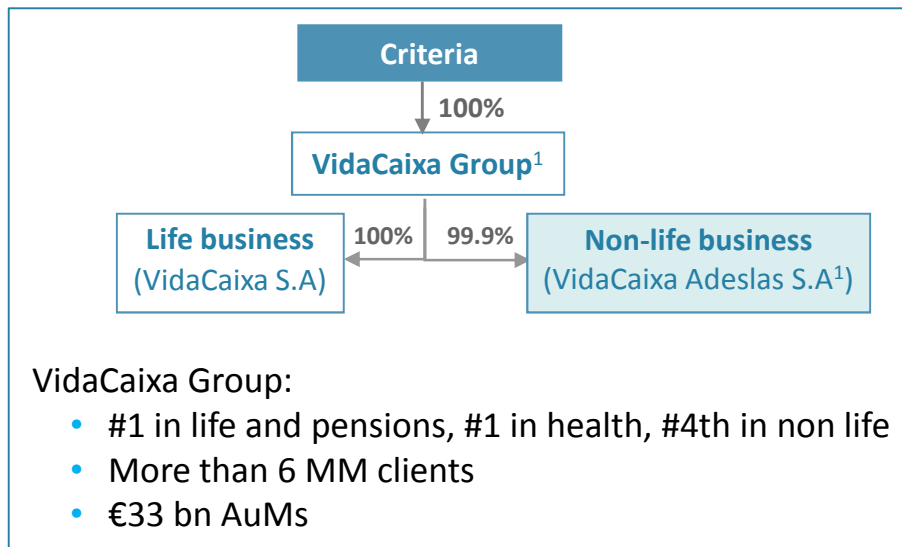 Criteria
100%
VidaCaixa Group¹
100%
99.9%
Life business
(VidaCaixa S.A)
Non-life business
(VidaCaixa Adeslas S.A¹)
VidaCaixa Group:
• #1 in life and pensions, #1 in health, #4th in non life
• More than 6 MM clients
• €33 bn AuMs